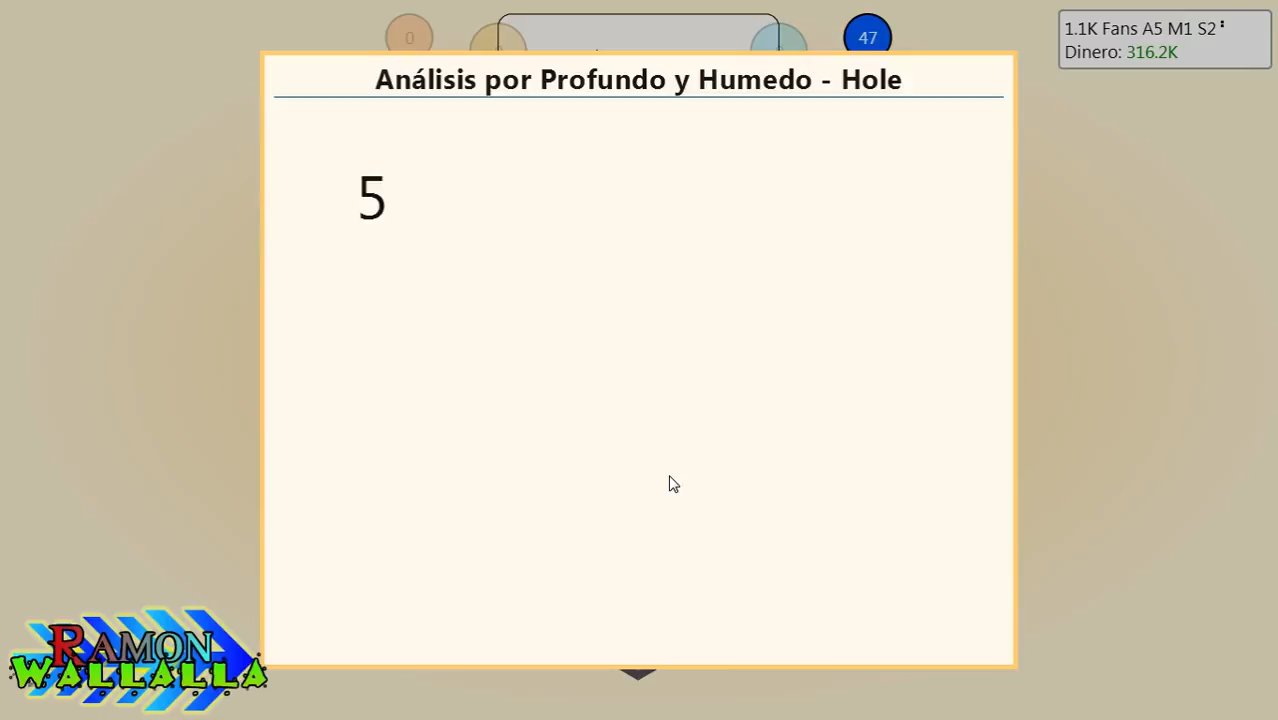 0
47
1.1K Fans A5 M1 S2
Dinero: 316.2K
Análisis por Profundo y Humedo - Hole
5
RAMON
WALLALLA